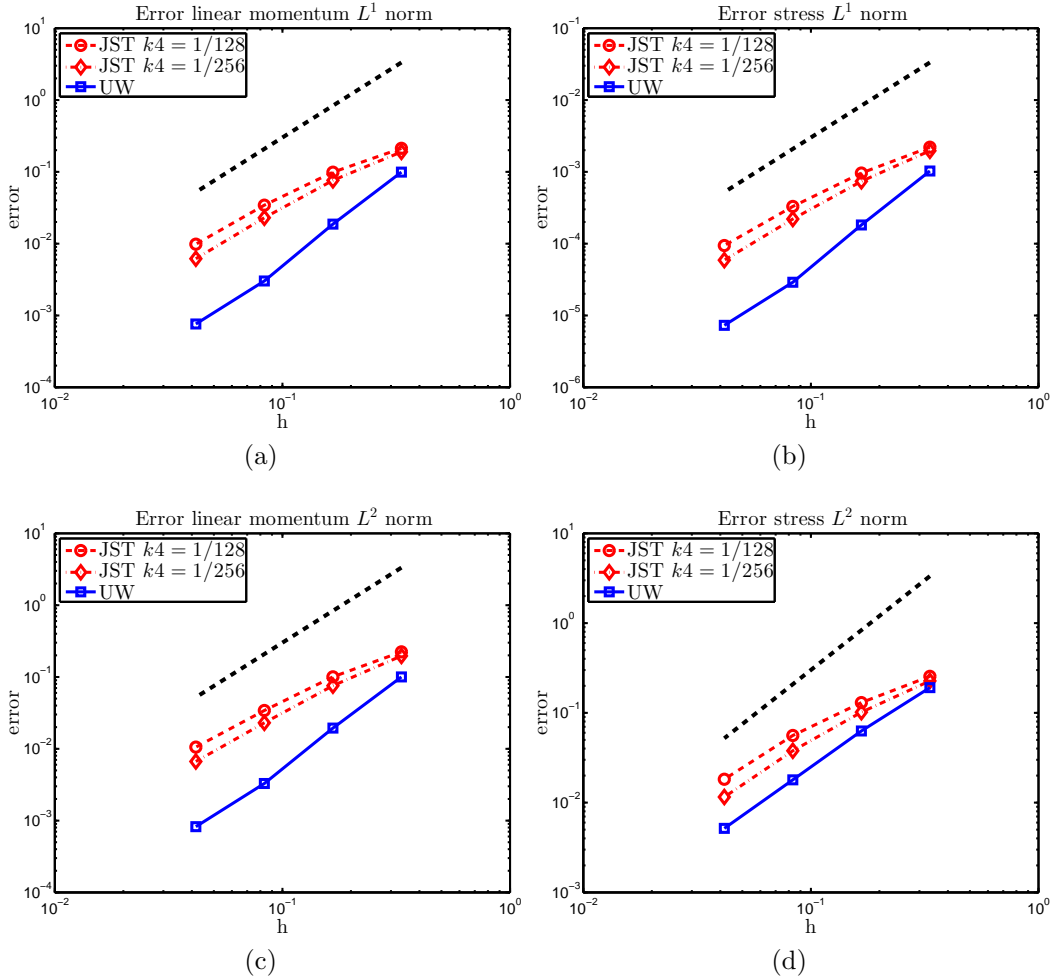 Error linear momentum L^1 norm
10^1
10^0
10^-1
10^-2
10^-3
10^-4
error
JST k4 = 1/128
JST k4 = 1/256
UW
10^-2
10^-1
10^0
h
(a)
Error stress L^1 norm
10^-1
10^-2
10^-3
10^-4
10^-5
10^-6
error
JST k4 = 1/128
JST k4 = 1/256
UW
10^-2
10^-1
10^0
h
(b)
Error linear momentum L^2 norm
10^1
10^0
10^-1
10^-2
10^-3
10^-4
error
JST k4 = 1/128
JST k4 = 1/256
UW
10^-2
10^-1
10^0
h
(c)
Error stress L^2 norm
10^1
10^0
10^-1
10^-2
10^-3
error
JST k4 = 1/128
JST k4 = 1/256
UW
10^-2
10^-1
10^0
h
(d)